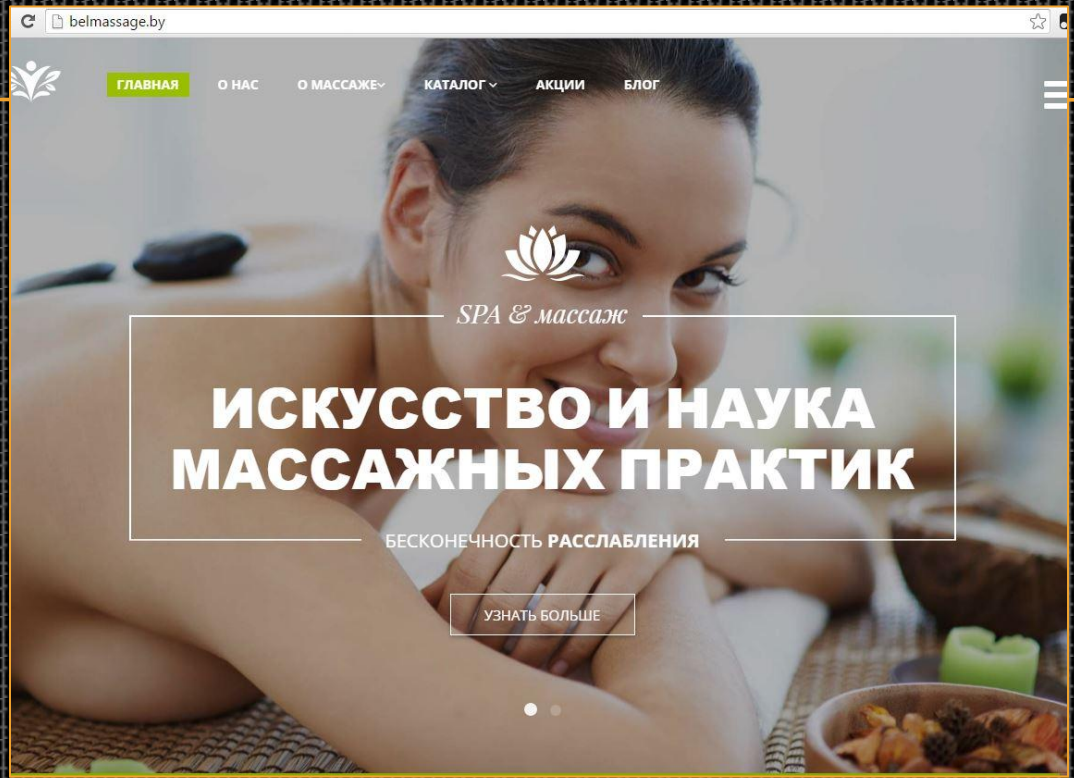 belmassage.by
ГЛАВНАЯ О НАС О МАССАЖЕ КАТАЛОГ АКЦИИ БЛОГ
SPA & массаж
ИСКУССТВО И НАУКА
МАССАЖНЫХ ПРАКТИК
БЕСКОНЕЧНОСТЬ РАССЛАБЛЕНИЯ
УЗНАТЬ БОЛЬШЕ